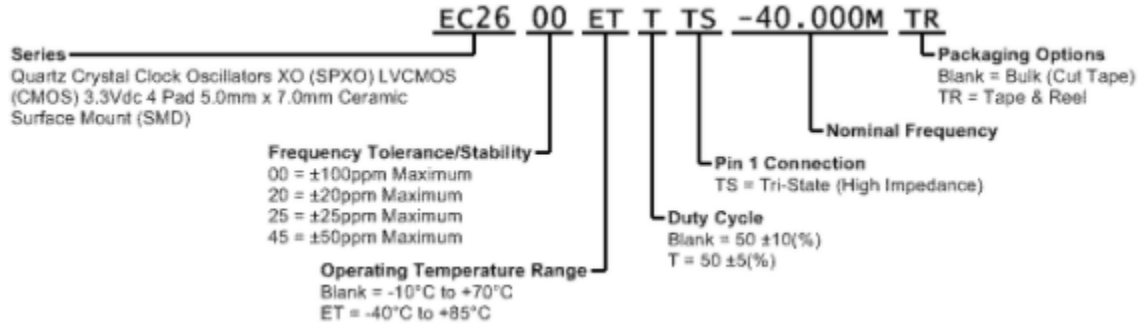 EC26 00 ET T TS -40.000M TR
Series
Quartz Crystal Clock Oscillators XO (SPXO) LVCMOS
(CMOS) 3.3Vdc 4 Pad 5.0mm x 7.0mm Ceramic
Surface Mount (SMD)
Frequency Tolerance/Stability
00 = ±100ppm Maximum
20 = ±20ppm Maximum
25 = ±25ppm Maximum
45 = ±50ppm Maximum
Operating Temperature Range
Blank = -10°C to +70°C
ET = -40°C to +85°C
Packaging Options
Blank = Bulk (Cut Tape)
TR = Tape & Reel
Nominal Frequency
Pin 1 Connection
TS = Tri-State (High Impedance)
Duty Cycle
Blank = 50 ±10(%)
T = 50 ±5(%)